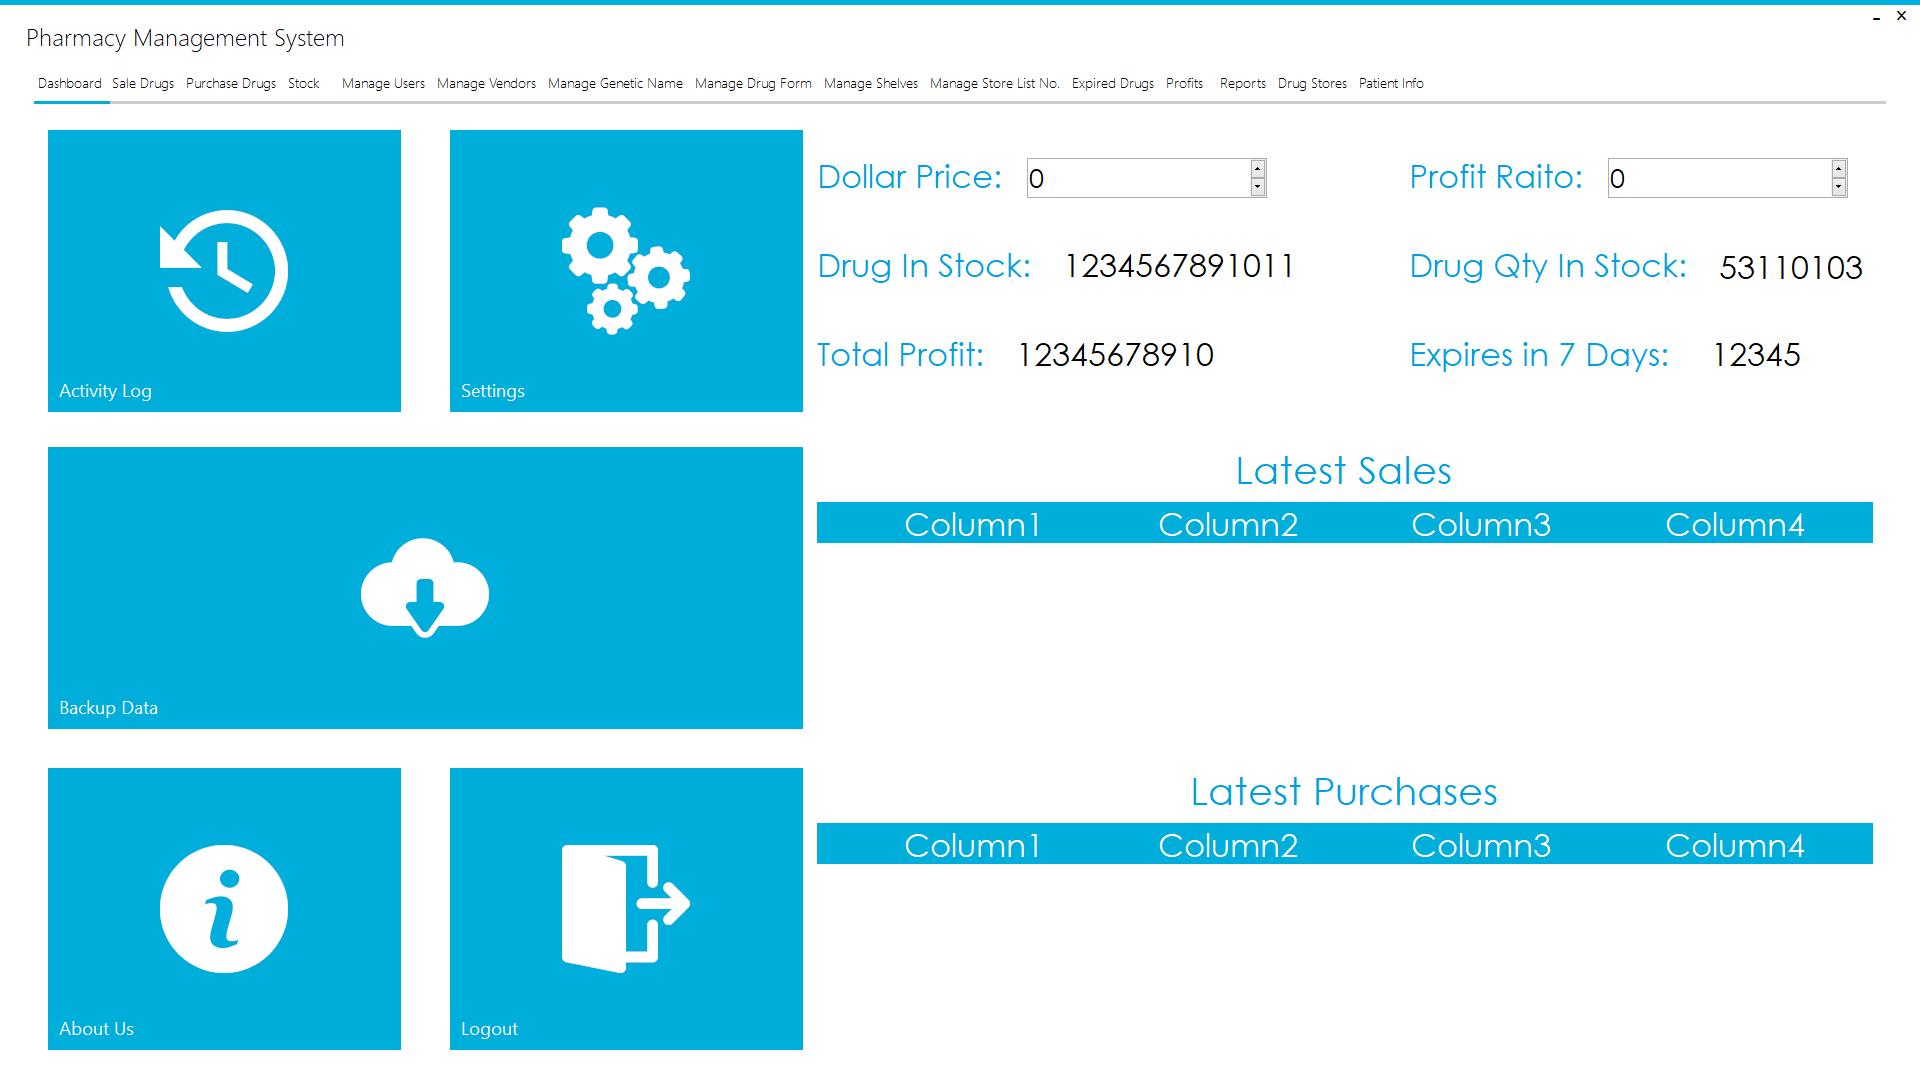 Pharmacy Management System
Dashboard Sale Drugs Purchase Drugs Stock Manage Users Manage Vendors Manage Genetic Name Manage Drug Form Manage Shelves Manage Store List No. Expired Drugs Profits Reports Drug Stores Patient Info
Activity Log
Settings
Dollar Price: 0
Profit Raito: 0
Drug In Stock: 1234567891011
Drug Qty In Stock: 53110103
Total Profit: 12345678910
Expires in 7 Days: 12345
Backup Data
Latest Sales
Column1 Column2 Column3 Column4
About Us
Logout
Latest Purchases
Column1 Column2 Column3 Column4